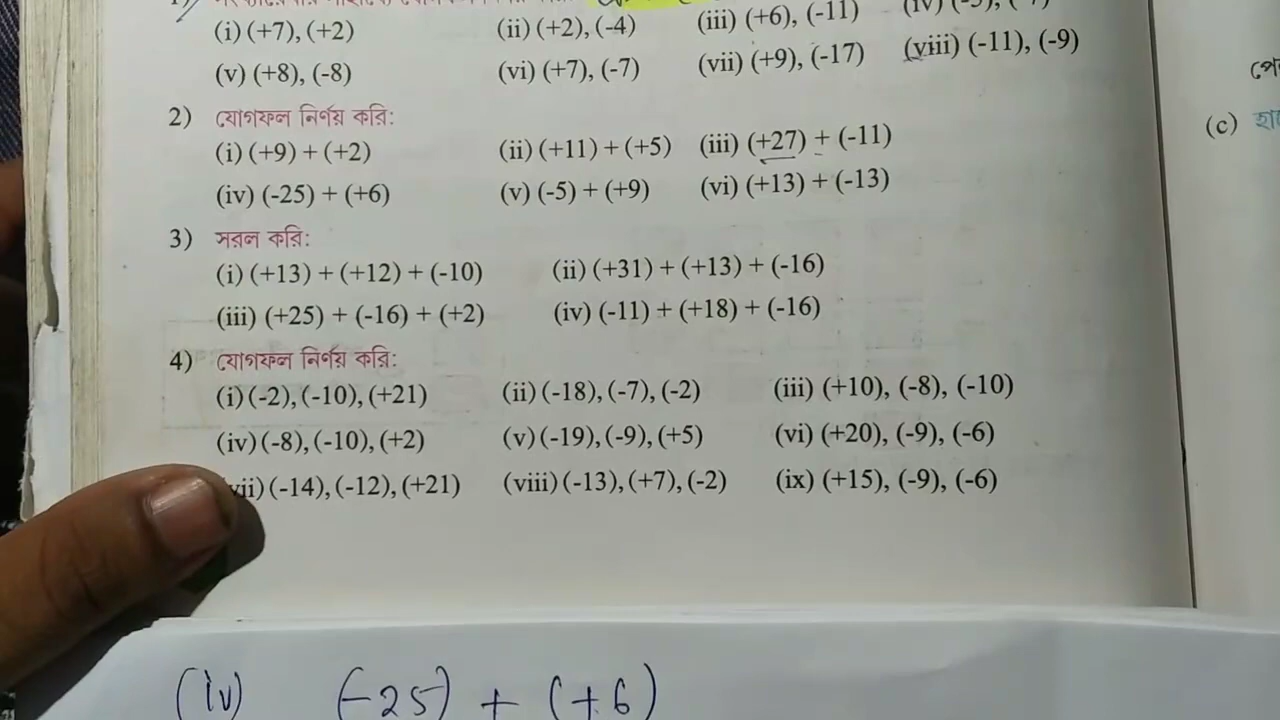 (i) (+7), (+2) (ii) (+2), (-4) (iii) (+6), (-11)
(v) (+8), (-8) (vi) (+7), (-7) (vii) (+9), (-17) (viii) (-11), (-9)
2) যোগফল নির্ণয় করি:
(i) (+9) + (+2) (ii) (+11) + (+5) (iii) (+27) + (-11)
(iv) (-25) + (+6) (v) (-5) + (+9) (vi) (+13) + (-13)
3) সরল করি:
(i) (+13) + (+12) + (-10) (ii) (+31) + (+13) + (-16)
(iii) (+25) + (-16) + (+2) (iv) (-11) + (+18) + (-16)
4) যোগফল নির্ণয় করি:
(i) (-2), (-10), (+21) (ii) (-18), (-7), (-2) (iii) (+10), (-8), (-10)
(iv) (-8), (-10), (+2) (v) (-19), (-9), (+5) (vi) (+20), (-9), (-6)
vii) (-14), (-12), (+21) (viii) (-13), (+7), (-2) (ix) (+15), (-9), (-6)
(c)
(iv) (-25) + (+6)